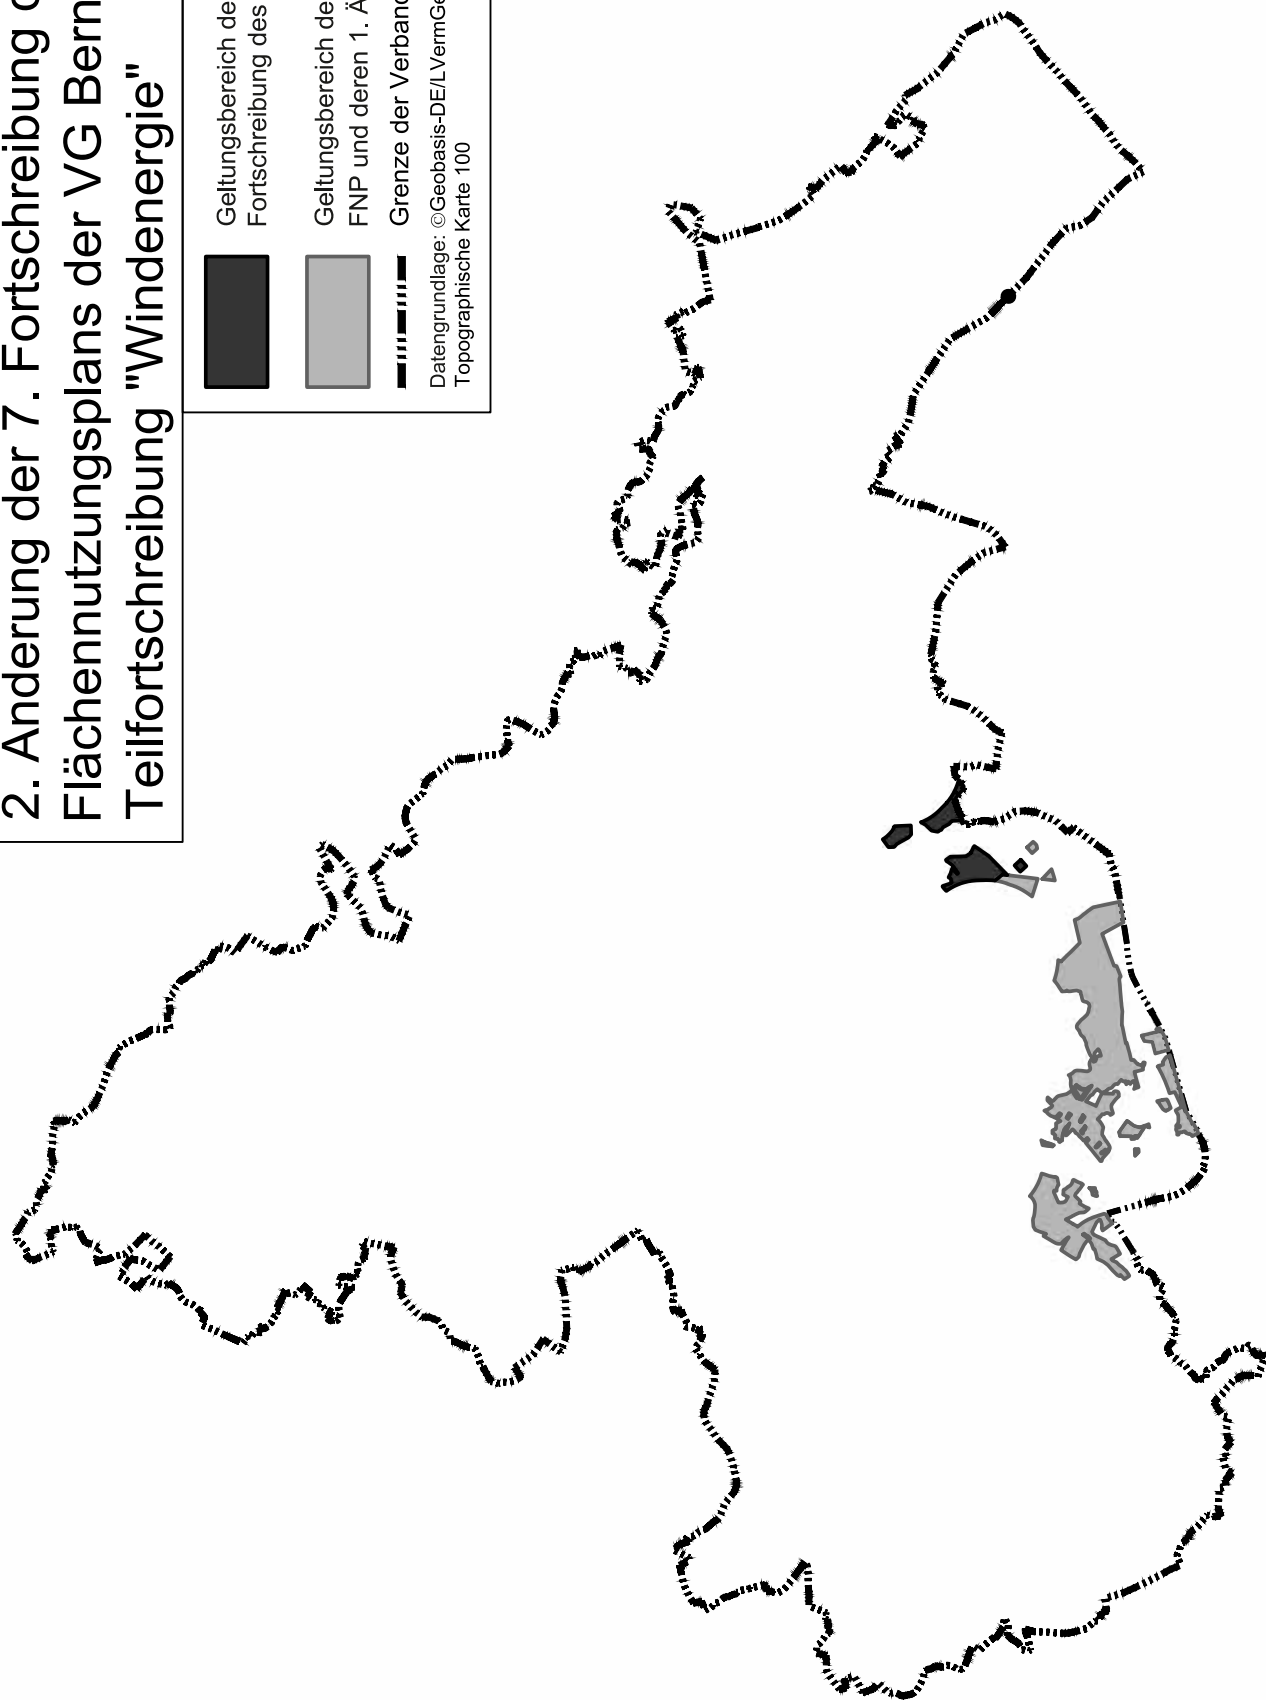 2. Änderung der 7. Fortschreibung
Flächennutzungsplans der VG Bern
Teilfortschreibung "Windenergie"
Geltungsbereich de
Fortschreibung des
Geltungsbereich de
FNP und deren 1. Ä
Grenze der Verban
Datengrundlage: ©Geobasis-DE/LVermGe
Topographische Karte 100